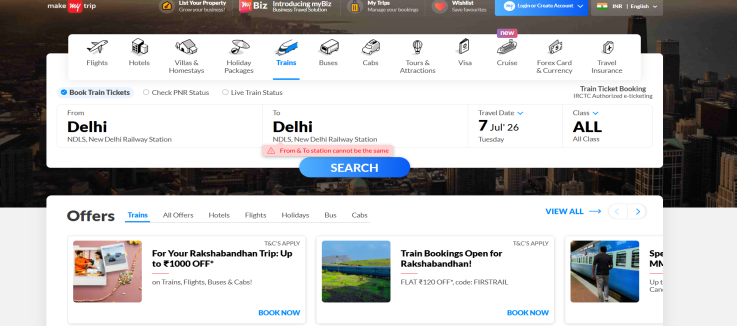 make my trip
List Your Property
Grow your business!
my Biz
Introducing myBiz
Business Travel Solution
My Trips
Manage your bookings
Wishlist
Save favourites
my Login or Create Account
INR | English
new
Flights
Hotels
Villas &
Homestays
Holiday
Packages
Trains
Buses
Cabs
Tours &
Attractions
Visa
Cruise
Forex Card
& Currency
Travel
Insurance
Book Train Tickets
Check PNR Status
Live Train Status
Train Ticket Booking
IRCTC Authorized e-ticketing
From
Delhi
NDLS, New Delhi Railway Station
To
Delhi
NDLS, New Delhi Railway Station
Travel Date
7 Jul' 26
Tuesday
Class
ALL
All Class
From & To station cannot be the same
SEARCH
Offers
Trains
All Offers
Hotels
Flights
Holidays
Bus
Cabs
VIEW ALL
T&C'S APPLY
For Your Rakshabandhan Trip: Up
to ₹1000 OFF*
on Trains, Flights, Buses & Cabs!
BOOK NOW
T&C'S APPLY
Train Bookings Open for
Rakshabandhan!
FLAT ₹120 OFF*, code: FIRSTRAIL
BOOK NOW
Spe
MM
Up t
Can